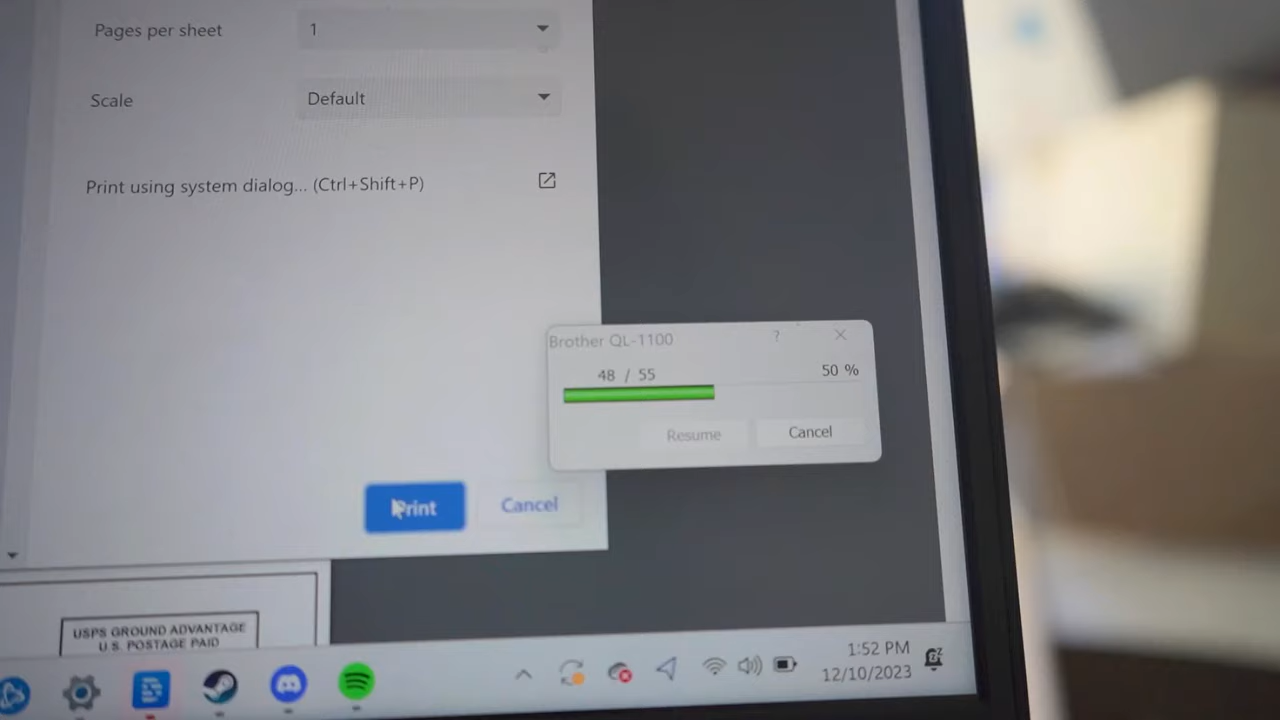 Pages per sheet
1
Scale
Default
Print using system dialog... (Ctrl+Shift+P)
Brother QL-1100
?
48 / 55
50 %
Resume
Cancel
Print
Cancel
USPS GROUND ADVANTAGE
U.S. POSTAGE PAID
1:52 PM
12/10/2023